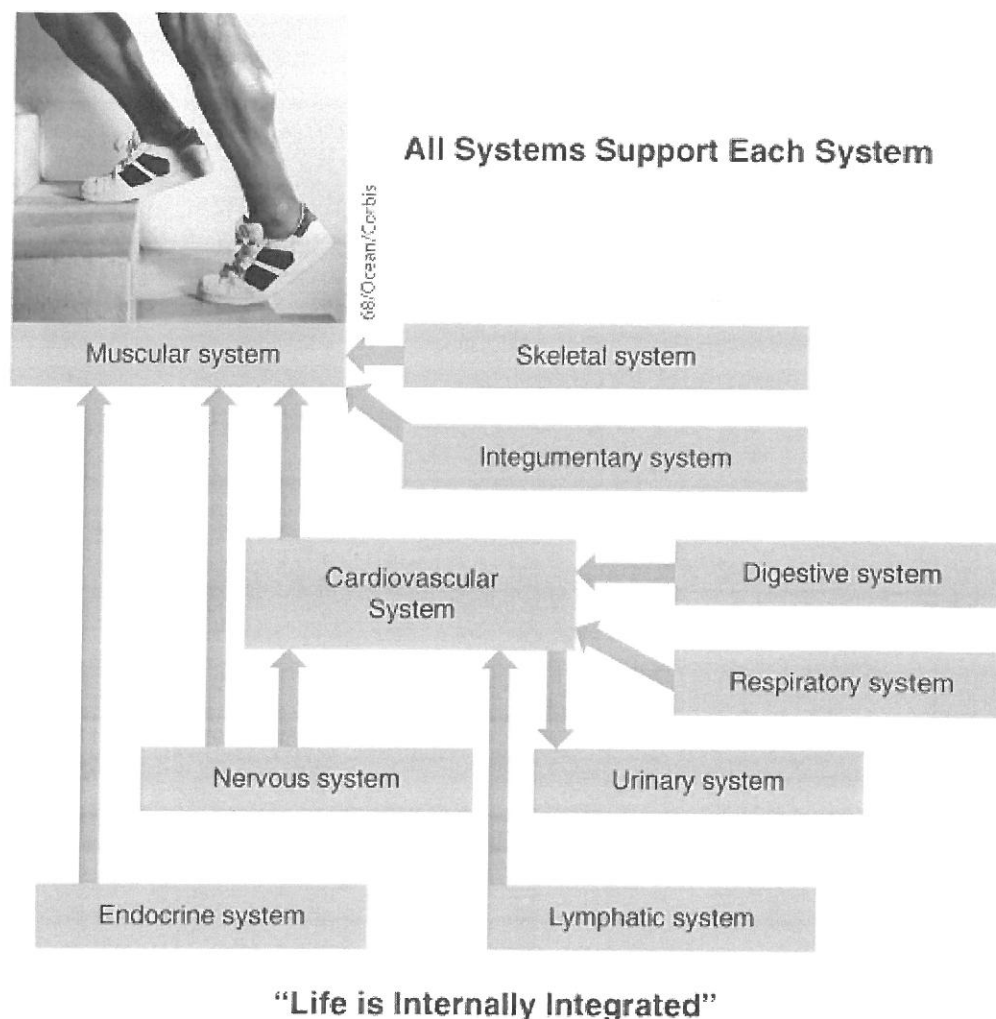 All Systems Support Each System
68/Ocean/Corbis
Muscular system
Skeletal system
Integumentary system
Cardiovascular
System
Digestive system
Respiratory system
Nervous system
Urinary system
Endocrine system
Lymphatic system
“Life is Internally Integrated”